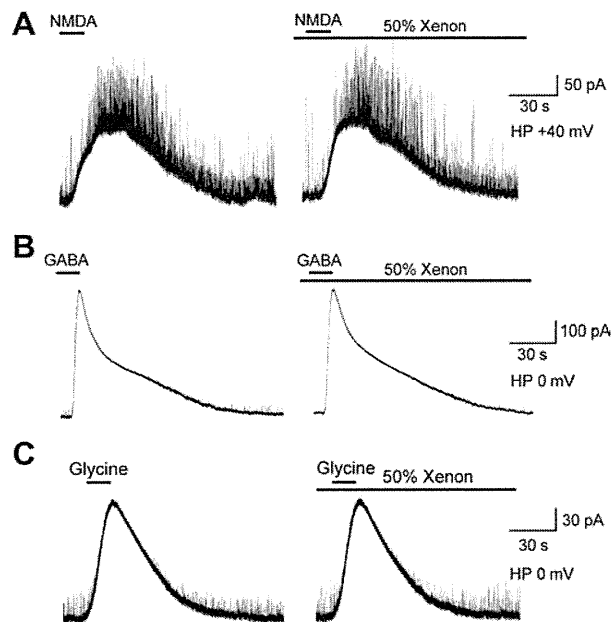 A
NMDA
NMDA
50% Xenon
50 pA
30 s
HP +40 mV
B
GABA
GABA
50% Xenon
100 pA
30 s
HP 0 mV
C
Glycine
Glycine
50% Xenon
30 pA
30 s
HP 0 mV